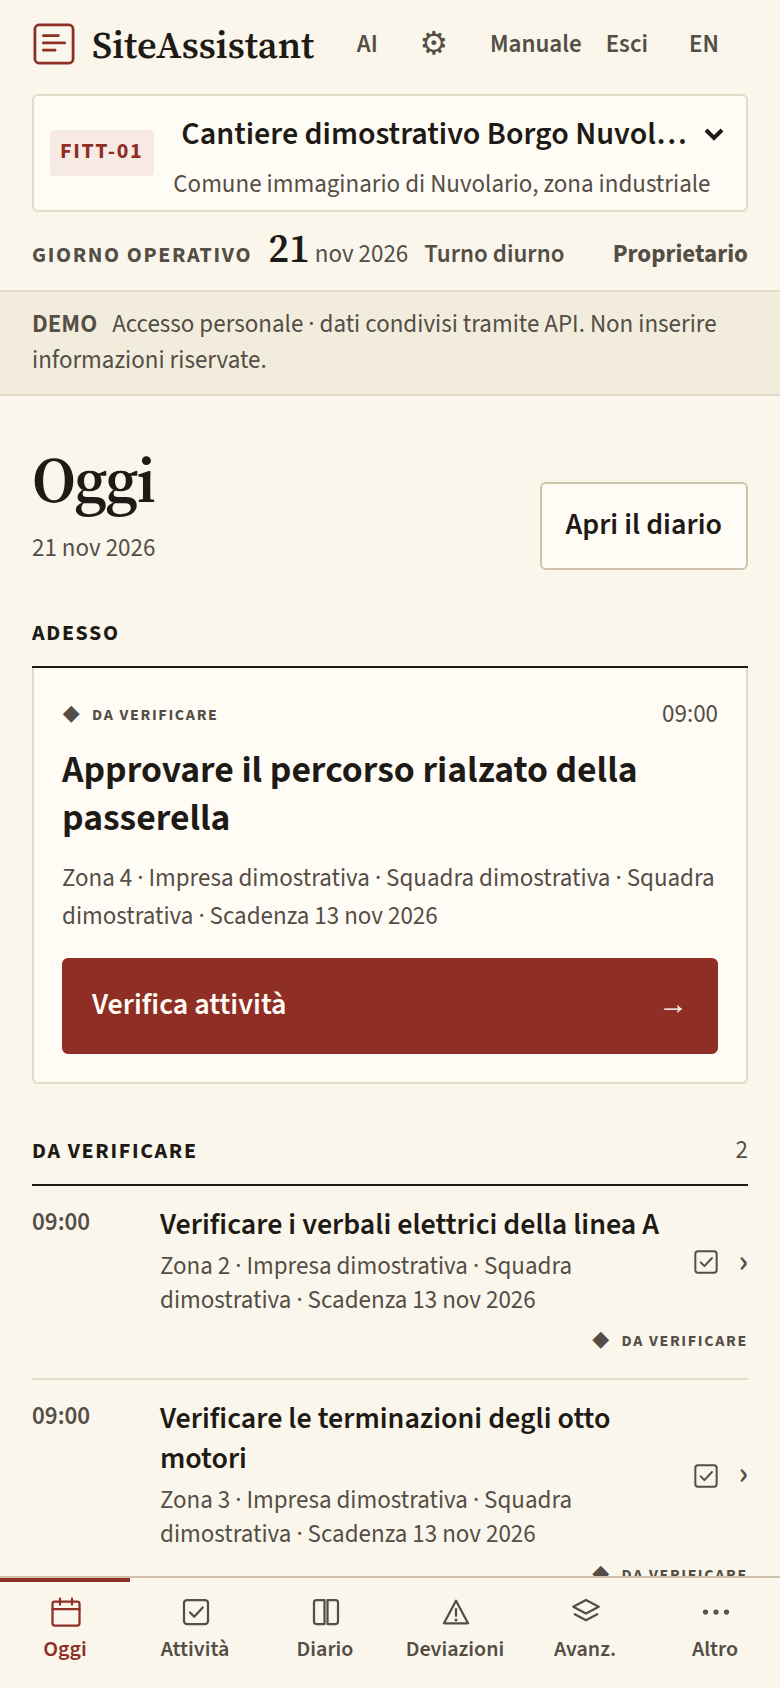 SiteAssistant AI ⚙ Manuale Esci EN
FITT-01
Cantiere dimostrativo Borgo Nuvol…
Comune immaginario di Nuvolario, zona industriale
GIORNO OPERATIVO 21 nov 2026 Turno diurno Proprietario
DEMO Accesso personale · dati condivisi tramite API. Non inserire
informazioni riservate.
Oggi
21 nov 2026
Apri il diario
ADESSO
◆ DA VERIFICARE 09:00
Approvare il percorso rialzato della
passerella
Zona 4 · Impresa dimostrativa · Squadra dimostrativa · Squadra
dimostrativa · Scadenza 13 nov 2026
Verifica attività →
DA VERIFICARE 2
09:00 Verificare i verbali elettrici della linea A
Zona 2 · Impresa dimostrativa · Squadra
dimostrativa · Scadenza 13 nov 2026
◆ DA VERIFICARE
09:00 Verificare le terminazioni degli otto
motori
Zona 3 · Impresa dimostrativa · Squadra
dimostrativa · Scadenza 13 nov 2026
◆ DA VERIFICARE
Oggi Attività Diario Deviazioni Avanz. Altro